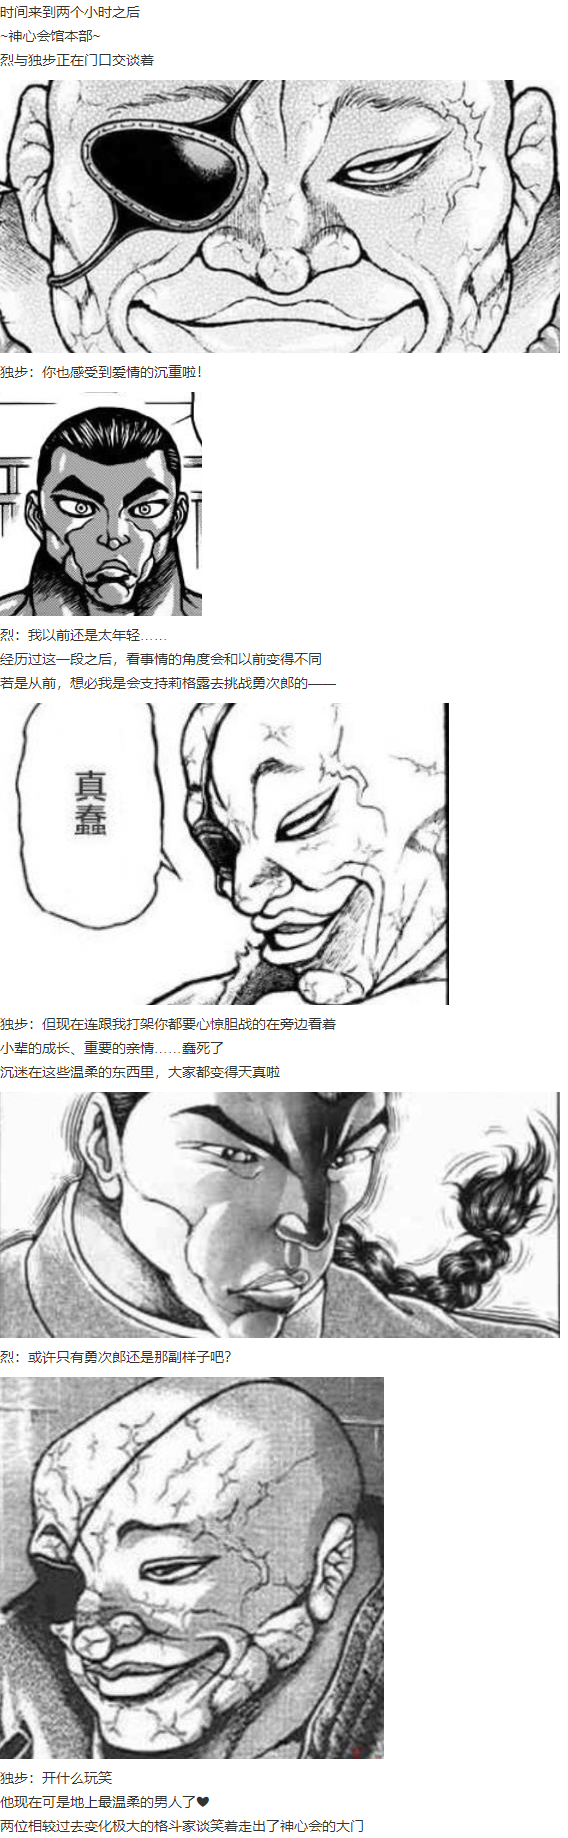 时间来到两个小时之后
~神心会馆本部~
烈与独步正在门口交谈着
独步：你也感受到爱情的沉重啦！
烈：我以前还是太年轻……
经历过这一段之后，看事情的角度会和以前变得不同
若是从前，想必我是会支持莉格露去挑战勇次郎的——
真蠢
独步：但现在连跟我打架你都要心惊胆战的在旁边看着
小辈的成长、重要的亲情……蠢死了
沉迷在这些温柔的东西里，大家都变得天真啦
烈：或许只有勇次郎还是那副样子吧？
独步：开什么玩笑
他现在可是地上最温柔的男人了❤
两位相较过去变化极大的格斗家谈笑着走出了神心会的大门